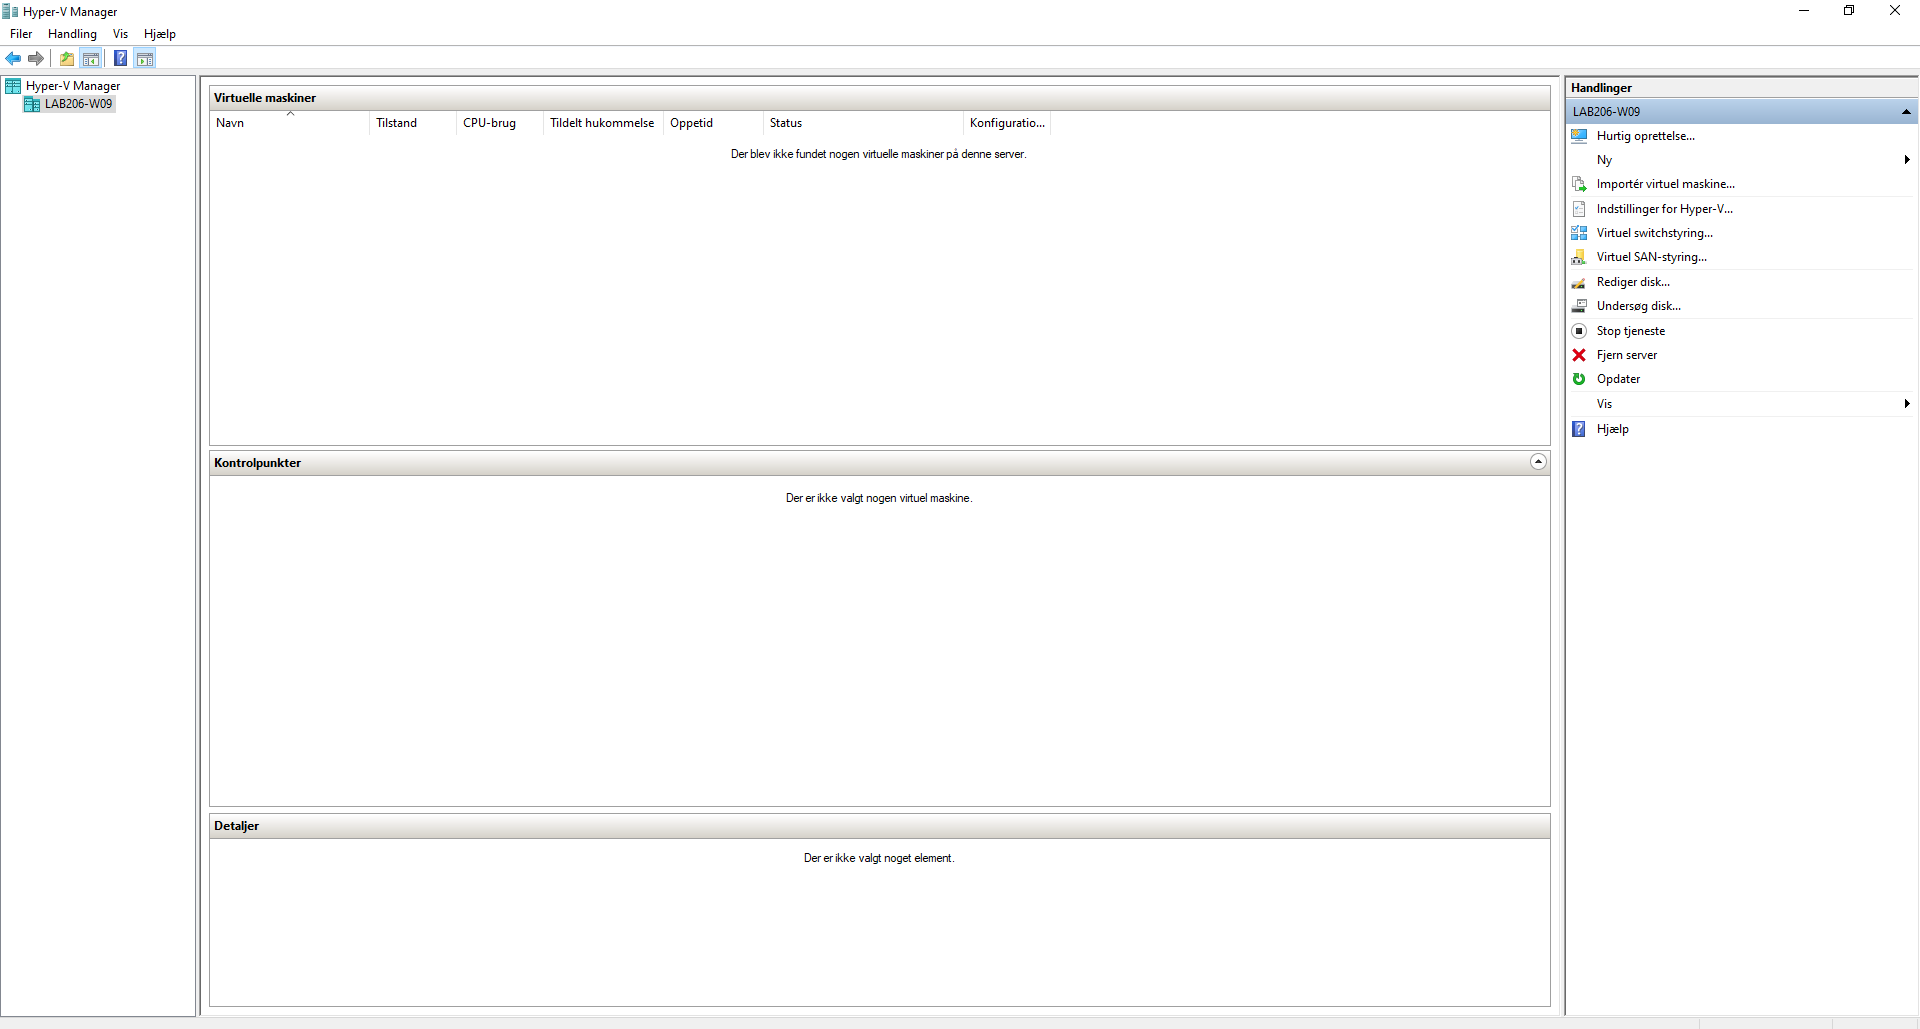 Hyper-V Manager
Filer Handling Vis Hjælp
Hyper-V Manager
LAB206-W09
Virtuelle maskiner
Navn Tilstand CPU-brug Tildelt hukommelse Oppetid Status Konfiguratio...
Der blev ikke fundet nogen virtuelle maskiner på denne server.
Kontrolpunkter
Der er ikke valgt nogen virtuel maskine.
Detaljer
Der er ikke valgt noget element.
Handlinger
LAB206-W09
Hurtig oprettelse...
Ny
Importér virtuel maskine...
Indstillinger for Hyper-V...
Virtuel switchstyring...
Virtuel SAN-styring...
Rediger disk...
Undersøg disk...
Stop tjeneste
Fjern server
Opdater
Vis
Hjælp